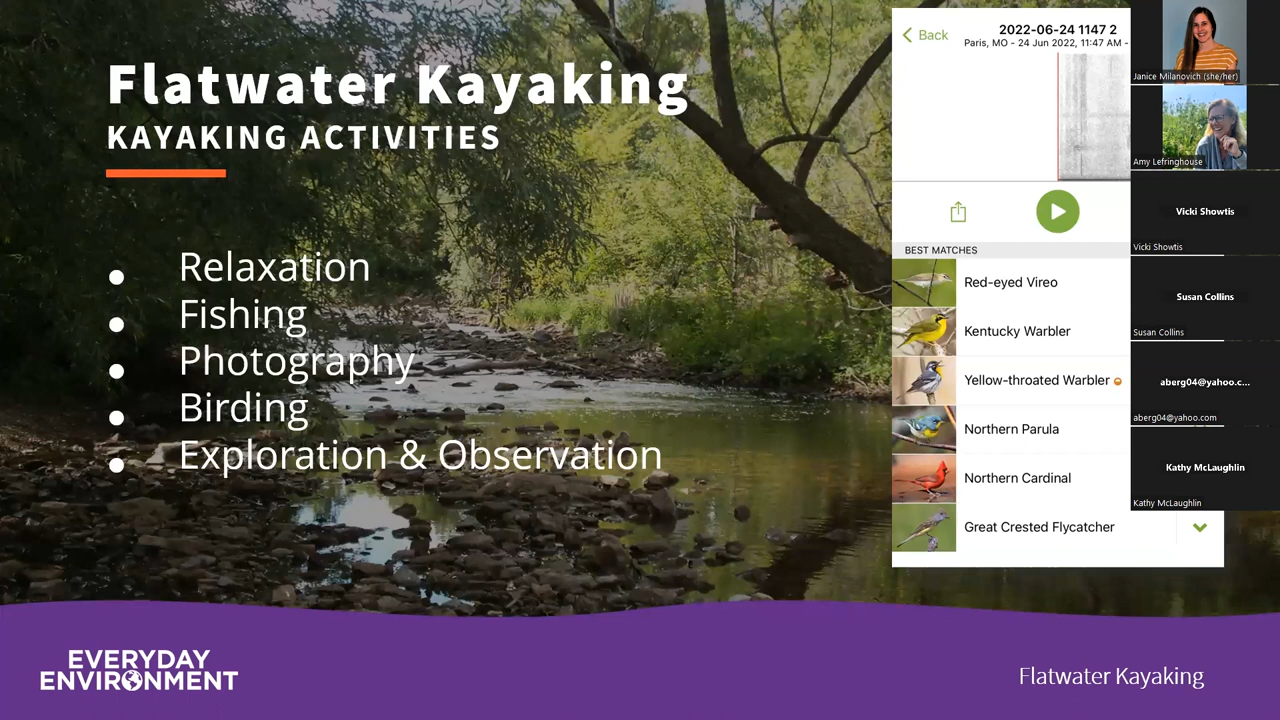 Flatwater Kayaking
KAYAKING ACTIVITIES
• Relaxation
• Fishing
• Photography
• Birding
• Exploration & Observation
Back
2022-06-24 1147 2
Paris, MO - 24 Jun 2022, 11:47 AM -
BEST MATCHES
Red-eyed Vireo
Kentucky Warbler
Yellow-throated Warbler
Northern Parula
Northern Cardinal
Great Crested Flycatcher
Janice Milanovich (she/her)
Amy Lefringhouse
Vicki Showtis
Vicki Showtis
Susan Collins
Susan Collins
aberg04@yahoo.c...
aberg04@yahoo.com
Kathy McLaughlin
Kathy McLaughlin
EVERYDAY
ENVIRONMENT
Flatwater Kayaking